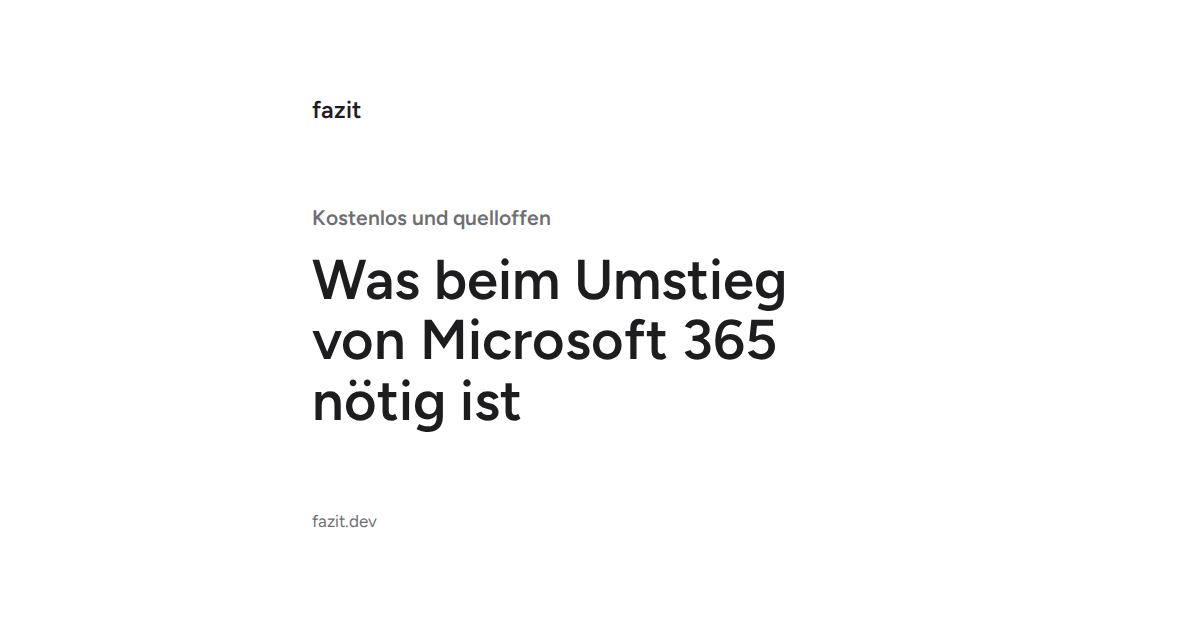 fazit
Kostenlos und quelloffen
Was beim Umstieg
von Microsoft 365
nötig ist
fazit.dev